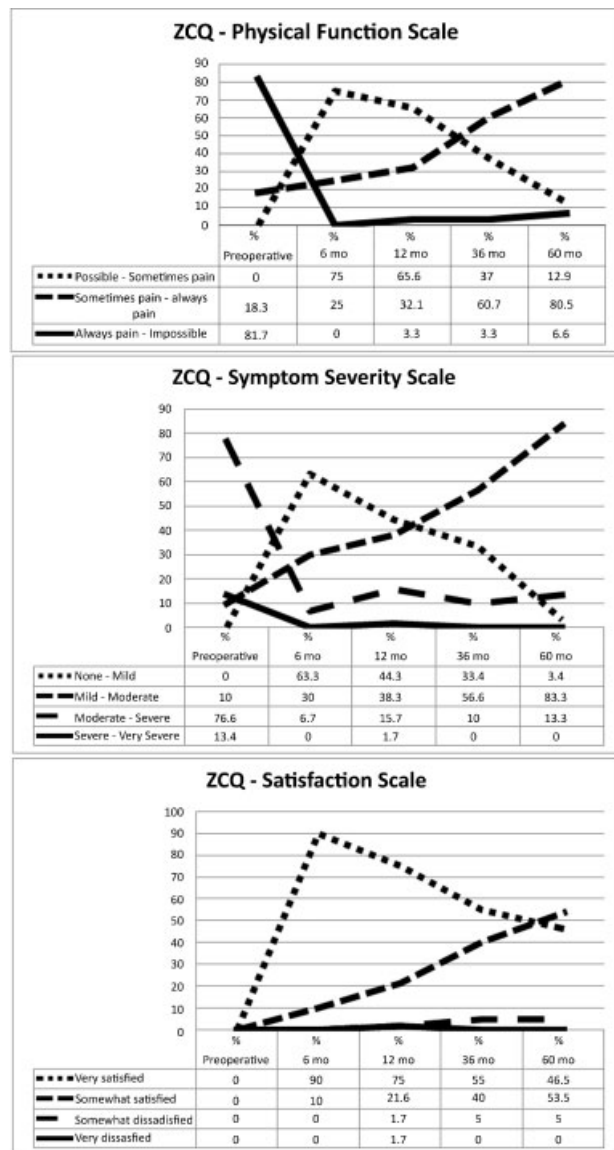 ZCQ - Physical Function Scale
90
80
70
60
50
40
30
20
10
0
% % % % %
Preoperative 6 mo 12 mo 36 mo 60 mo
Possible - Sometimes pain 0 75 65.6 37 12.9
Sometimes pain - always pain 18.3 25 32.1 60.7 80.5
Always pain - Impossible 81.7 0 3.3 3.3 6.6
ZCQ - Symptom Severity Scale
90
80
70
60
50
40
30
20
10
0
% % % % %
Preoperative 6 mo 12 mo 36 mo 60 mo
None - Mild 0 63.3 44.3 33.4 3.4
Mild - Moderate 10 30 38.3 56.6 83.3
Moderate - Severe 76.6 6.7 15.7 10 13.3
Severe - Very Severe 13.4 0 1.7 0 0
ZCQ - Satisfaction Scale
100
90
80
70
60
50
40
30
20
10
0
% % % % %
Preoperative 6 mo 12 mo 36 mo 60 mo
Very satisfied 0 90 75 55 46.5
Somewhat satisfied 0 10 21.6 40 53.5
Somewhat dissadisfied 0 0 1.7 5 5
Very dissasfied 0 0 1.7 0 0